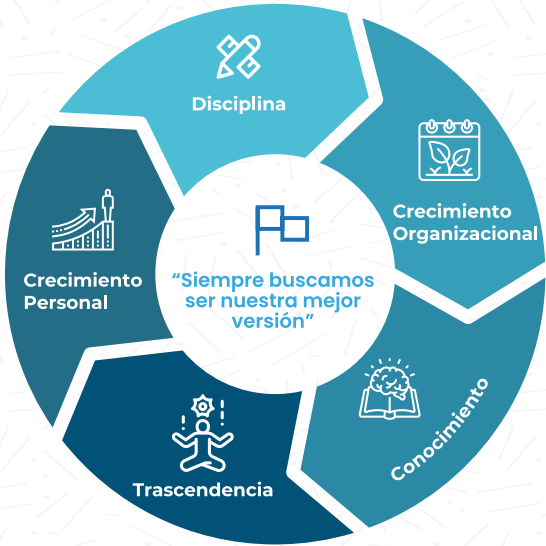 Disciplina
Crecimiento
Organizacional
Conocimiento
Trascendencia
Crecimiento
Personal
“Siempre buscamos
ser nuestra mejor
versión”